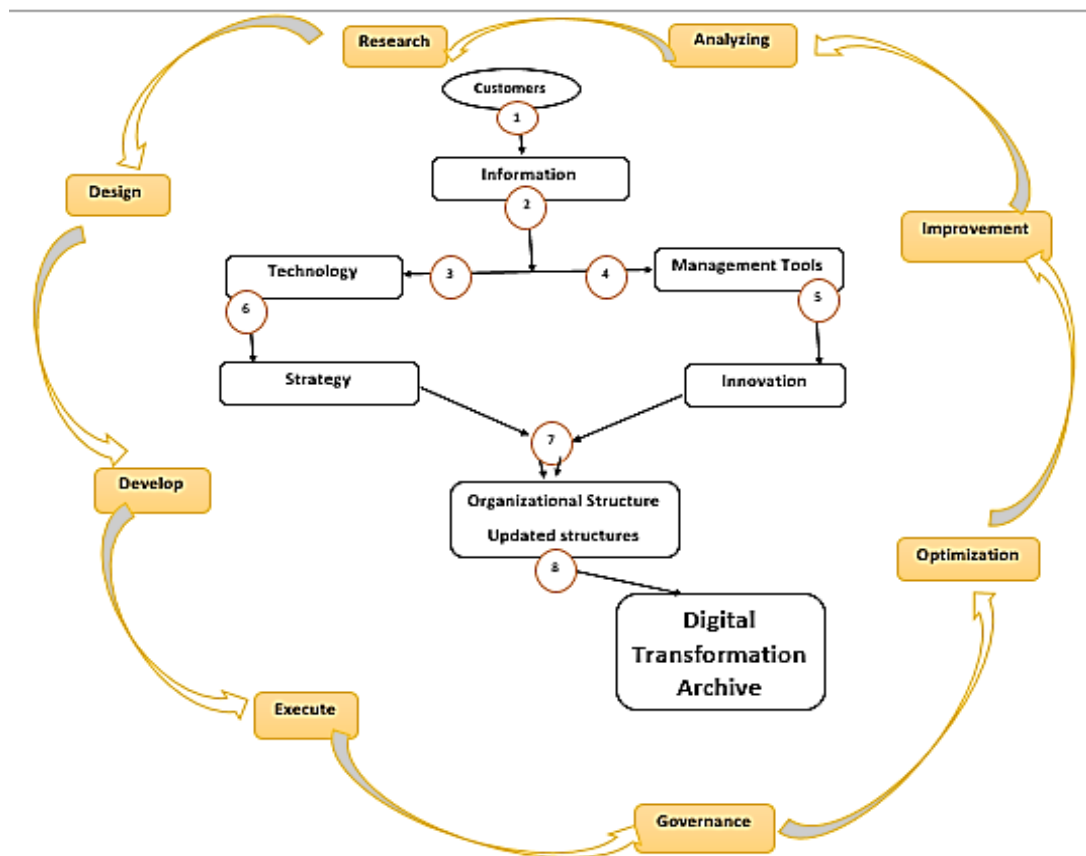 Research
Analyzing
Customers
1
Information
Design
2
Improvement
Technology
3
4
Management Tools
6
5
Strategy
Innovation
7
Develop
Organizational Structure
Updated structures
Optimization
8
Digital
Transformation
Archive
Execute
Governance